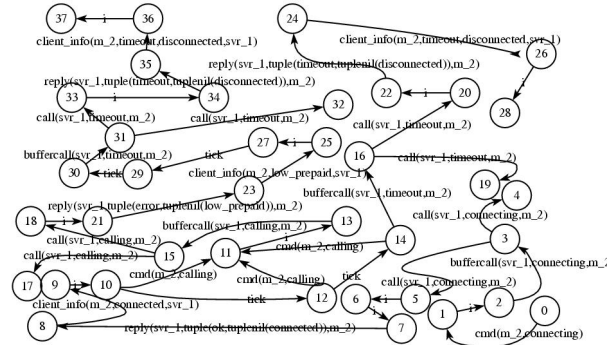 37
i
36
24
client_info(m_2,timeout,disconnected,svr_1)
client_info(m_2,timeout,disconnected,svr_1)
26
35
reply(svr_1,tuple(timeout,tuplenil(disconnected)),m_2)
reply(svr_1,tuple(timeout,tuplenil(disconnected)),m_2)
i
33
i
34
22
i
20
call(svr_1,timeout,m_2)
call(svr_1,timeout,m_2)
32
28
31
call(svr_1,timeout,m_2)
27
i
25
buffercall(svr_1,timeout,m_2)
tick
16
call(svr_1,timeout,m_2)
30
tick
29
client_info(m_2,low_prepaid,svr_1)
19
4
23
buffercall(svr_1,timeout,m_2)
reply(svr_1,tuple(error,tuplenil(low_prepaid)),m_2)
call(svr_1,connecting,m_2)
18
i
21
buffercall(svr_1,calling,m_2)
13
3
call(svr_1,calling,m_2)
i
14
call(svr_1,calling,m_2)
15
11
cmd(m_2,calling)
buffercall(svr_1,connecting,m_2)
cmd(m_2,calling)
cmd(m_2,calling)
tick
call(svr_1,connecting,m_2)
17
9
i
10
tick
12
6
i
5
2
0
client_info(m_2,connected,svr_1)
i
1
i
8
reply(svr_1,tuple(ok,tuplenil(connected)),m_2)
7
cmd(m_2,connecting)